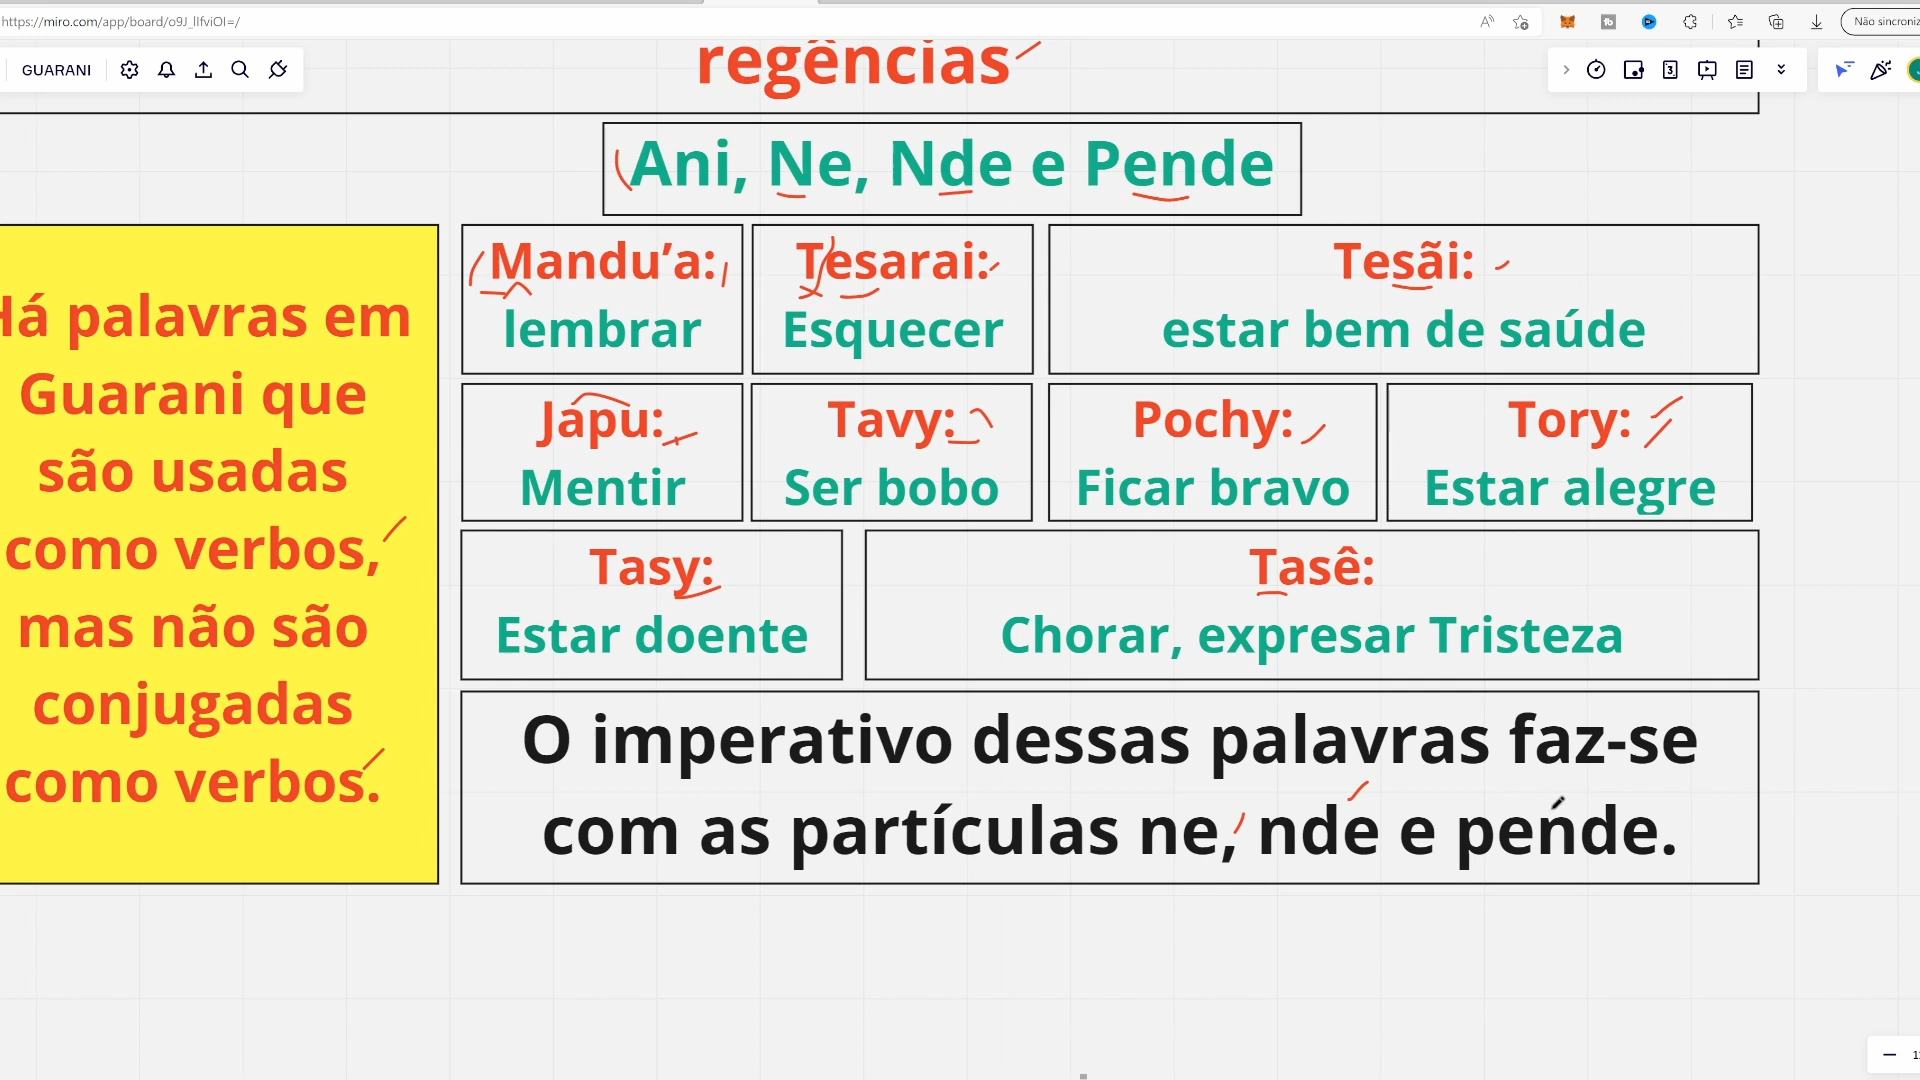 https://miro.com/app/board/o9J_lIfviOI=/
Não sincroniz
GUARANI
regências
Ani, Ne, Nde e Pende
Há palavras em
Guarani que
são usadas
como verbos,
mas não são
conjugadas
como verbos.
Mandu’a:
lembrar
Tesarai:
Esquecer
Tesãi:
estar bem de saúde
Japu:
Mentir
Tavy:
Ser bobo
Pochy:
Ficar bravo
Tory:
Estar alegre
Tasy:
Estar doente
Tasê:
Chorar, expresar Tristeza
O imperativo dessas palavras faz-se
com as partículas ne, nde e pende.